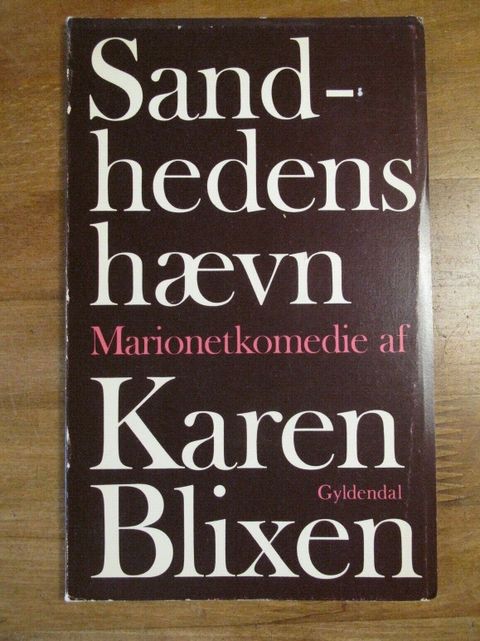 Sand-
hedens
hævn
Marionetkomedie af
Karen
Gyldendal
Blixen